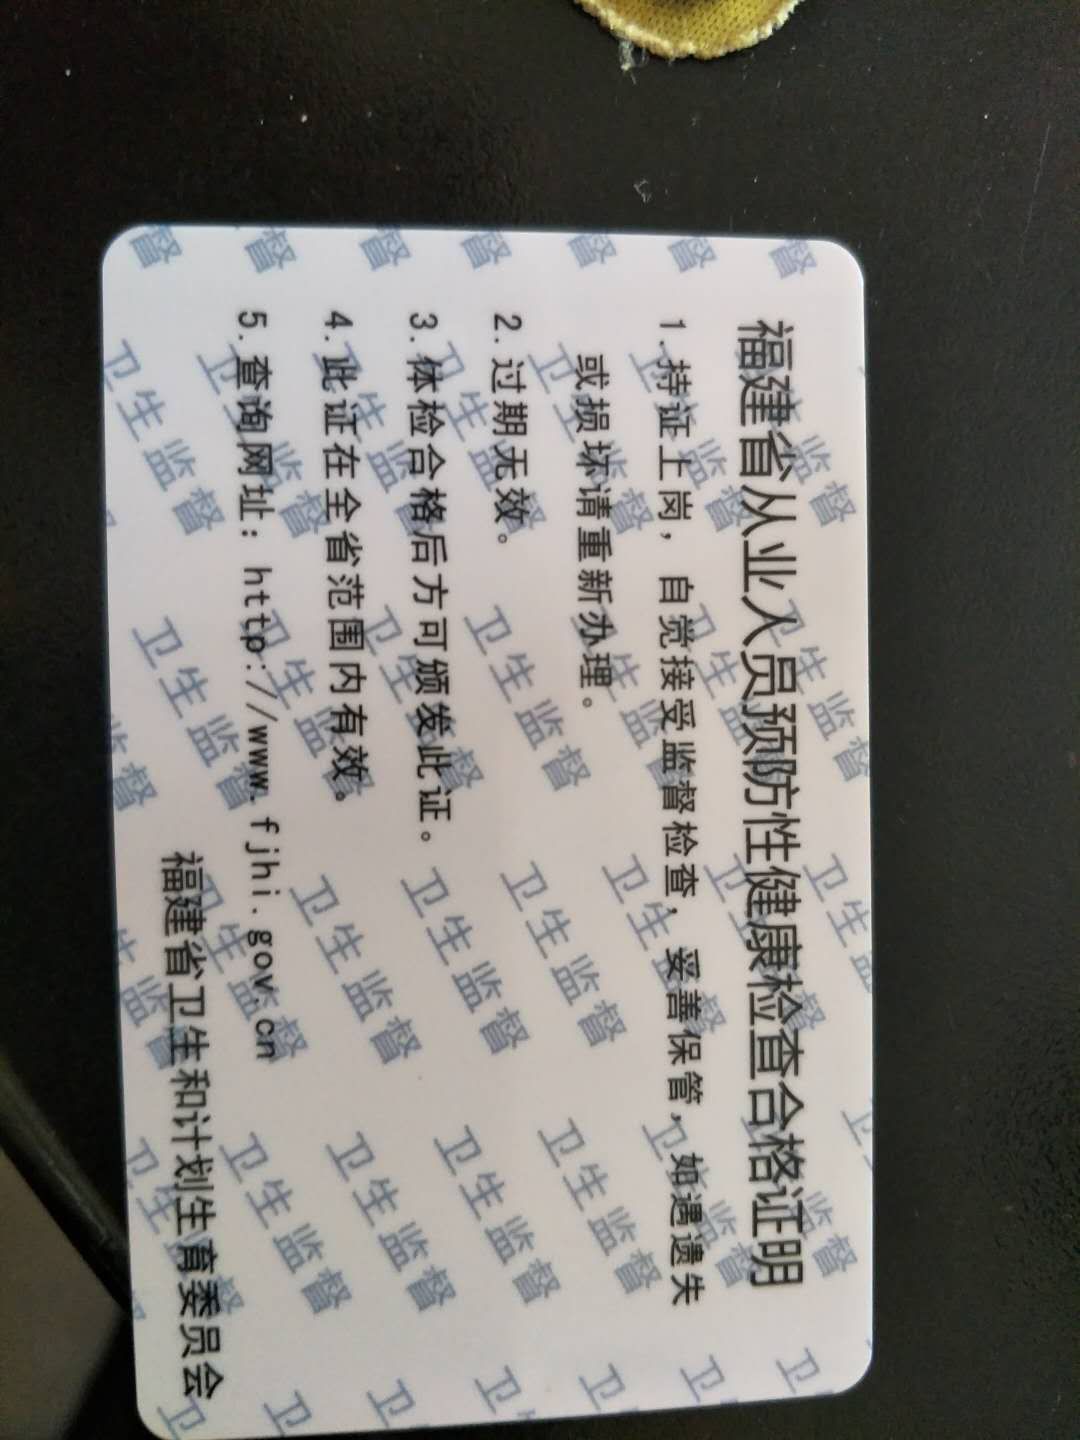 福建省从业人员预防性健康检查合格证明
1.持证上岗，自觉接受监督检查，妥善保管，如遇遗失
或损坏请重新办理。
2.过期无效。
3.体检合格后方可颁发此证。
4.此证在全省范围内有效。
5.查询网址：http://www.fjhi.gov.cn
福建省卫生和计划生育委员会
卫生监督